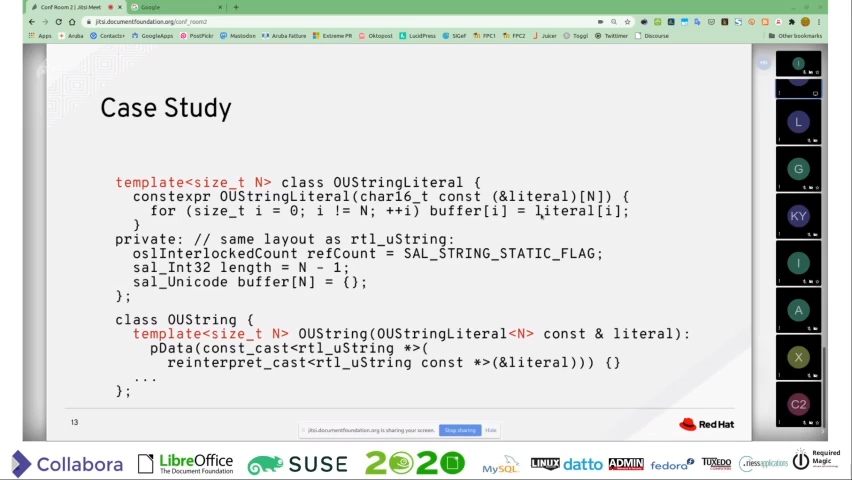 Conf Room2 | Jitsi Meet
Google
jitsi.documentfoundation.org/conf_room2
Apps
Aruba
Contacts+
GoogleApps
PostPickr
Mastodon
Aruba Fatture
Extreme PR
Oktopost
LucidPress
SIGeF
FPC1
FPC2
Juicer
Toggl
Twittimer
Discourse
Other bookmarks
Case Study
template<size_t N> class OUStringLiteral {
constexpr OUStringLiteral(char16_t const (&literal)[N]) {
for (size_t i = 0; i != N; ++i) buffer[i] = literal[i];
}
private: // same layout as rtl_uString:
oslInterlockedCount refCount = SAL_STRING_STATIC_FLAG;
sal_Int32 length = N - 1;
sal_Unicode buffer[N] = {};
};
class OUString {
template<size_t N> OUString(OUStringLiteral<N> const & literal):
pData(const_cast<rtl_uString *>(
reinterpret_cast<rtl_uString const *>(&literal))) {}
...
};
13
jitsi.documentfoundation.org is sharing your screen.
Stop sharing
Hide
Red Hat
I
L
G
KY
I
A
X
C2
Collabora
LibreOffice
The Document Foundation
SUSE
2020
MySQL
LINUX
datto
ADMIN
fedora
TUXEDO
riessapplications
Required
Magic